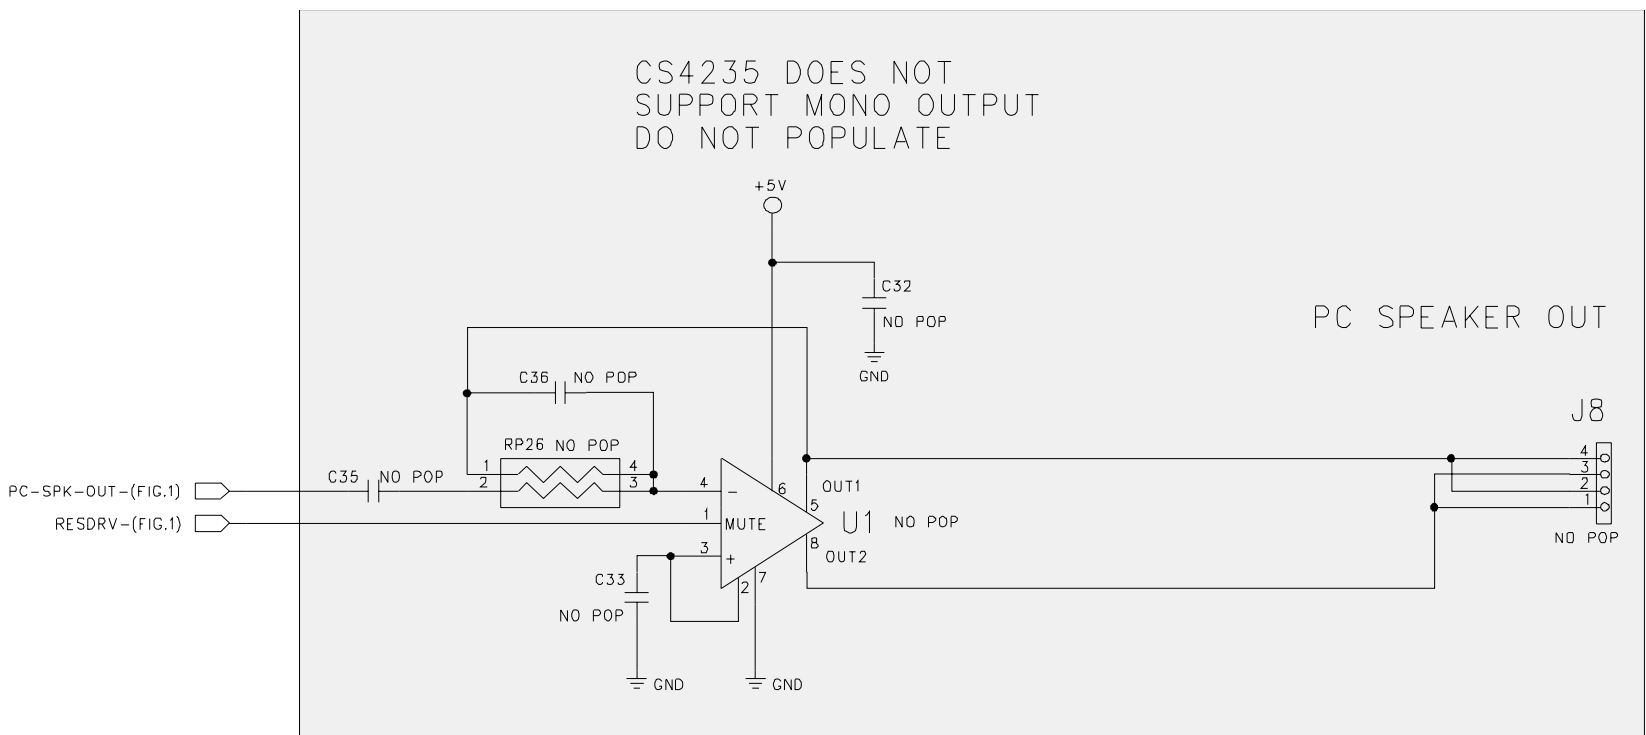 CS4235 DOES NOT
SUPPORT MONO OUTPUT
DO NOT POPULATE
+5V
C32
NO POP
GND
PC SPEAKER OUT
C36 NO POP
J8
RP26 NO POP
1
2
4
3
4
3
2
1
C35 NO POP
PC-SPK-OUT-(FIG.1)
RESDRV-(FIG.1)
4
-
6
OUT1
5
1
MUTE
U1 NO POP
3
+
8
OUT2
7
2
C33
NO POP
NO POP
GND
GND